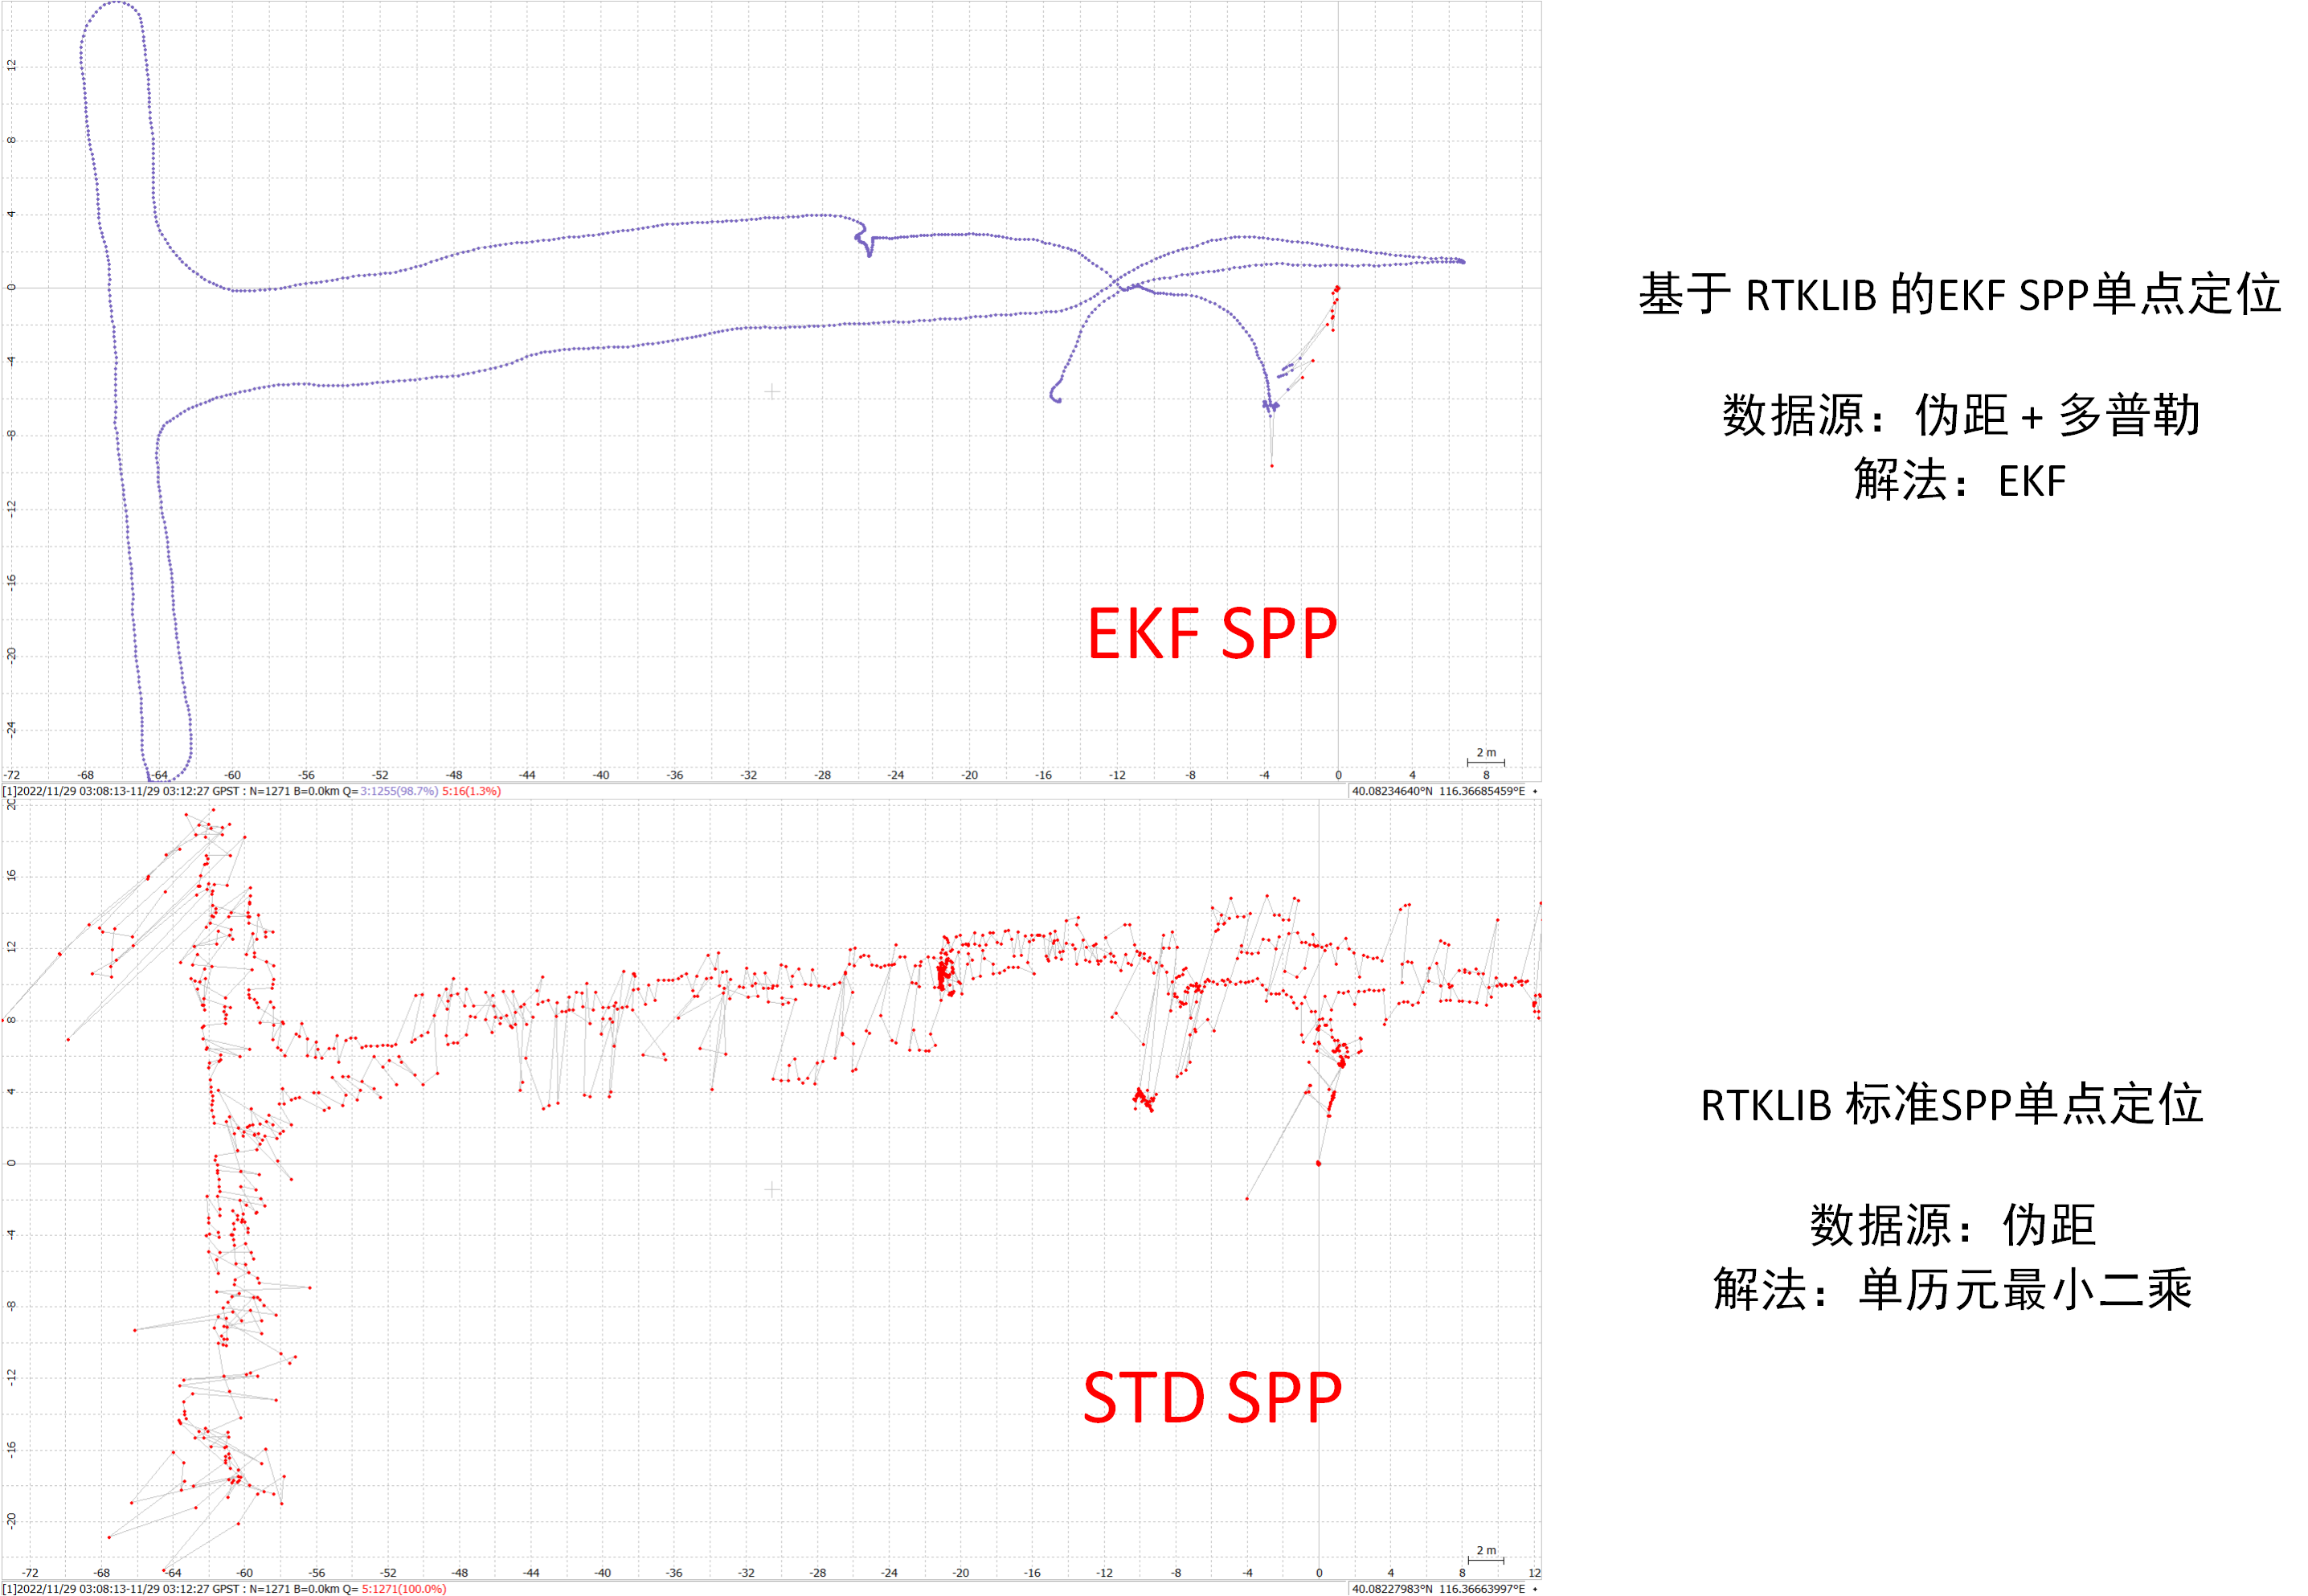 12
8
4
0
-4
-8
-12
-16
-20
-24
EKF SPP
2 m
-72 -68 -64 -60 -56 -52 -48 -44 -40 -36 -32 -28 -24 -20 -16 -12 -8 -4 0 4 8
[1]2022/11/29 03:08:13-11/29 03:12:27 GPST : N=1271 B=0.0km Q= 3:1255(98.7%) 5:16(1.3%) 40.08234640°N 116.36685459°E
基于 RTKLIB 的EKF SPP单点定位
数据源：伪距 + 多普勒
解法：EKF
20
16
12
8
4
0
-4
-8
-12
-16
-20
STD SPP
2 m
-72 -68 -64 -60 -56 -52 -48 -44 -40 -36 -32 -28 -24 -20 -16 -12 -8 -4 0 4 8 12
[1]2022/11/29 03:08:13-11/29 03:12:27 GPST : N=1271 B=0.0km Q= 5:1271(100.0%) 40.08227983°N 116.36663997°E
RTKLIB 标准SPP单点定位
数据源：伪距
解法：单历元最小二乘